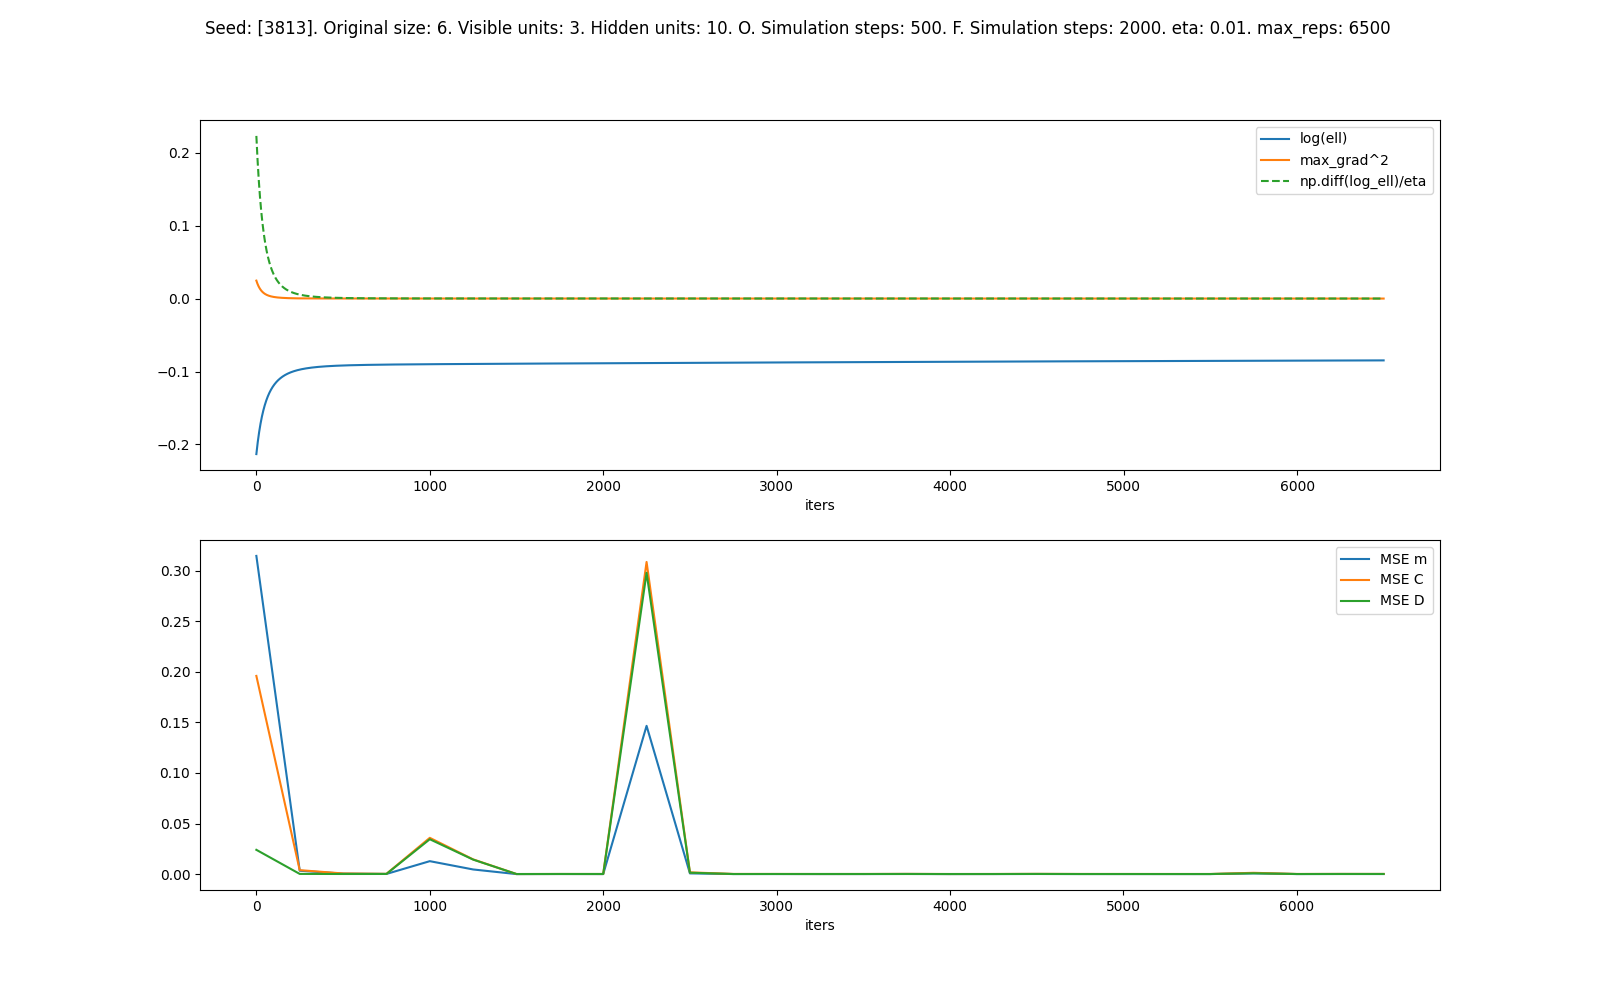 Seed: [3813]. Original size: 6. Visible units: 3. Hidden units: 10. O. Simulation steps: 500. F. Simulation steps: 2000. eta: 0.01. max_reps: 6500
log(ell)
max_grad^2
np.diff(log_ell)/eta
0.2
0.1
0.0
−0.1
−0.2
0 1000 2000 3000 4000 5000 6000
iters
MSE m
MSE C
MSE D
0.30
0.25
0.20
0.15
0.10
0.05
0.00
0 1000 2000 3000 4000 5000 6000
iters